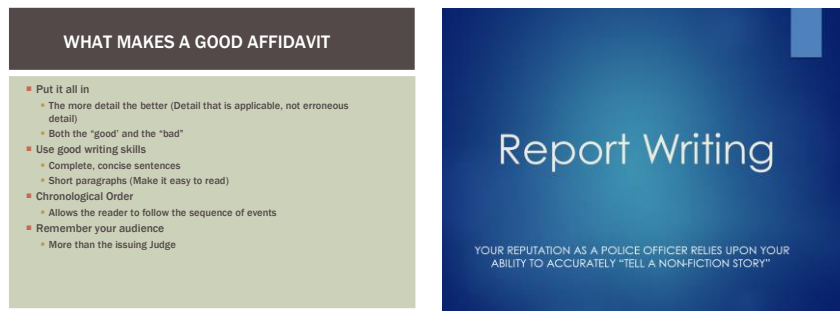 WHAT MAKES A GOOD AFFIDAVIT
Put it all in
The more detail the better (Detail that is applicable, not erroneous
detail)
Both the "good' and the "bad"
Use good writing skills
Complete, concise sentences
Short paragraphs (Make it easy to read)
Chronological Order
Allows the reader to follow the sequence of events
Remember your audience
More than the issuing Judge
Report Writing
YOUR REPUTATION AS A POLICE OFFICER RELIES UPON YOUR
ABILITY TO ACCURATELY "TELL A NON-FICTION STORY"